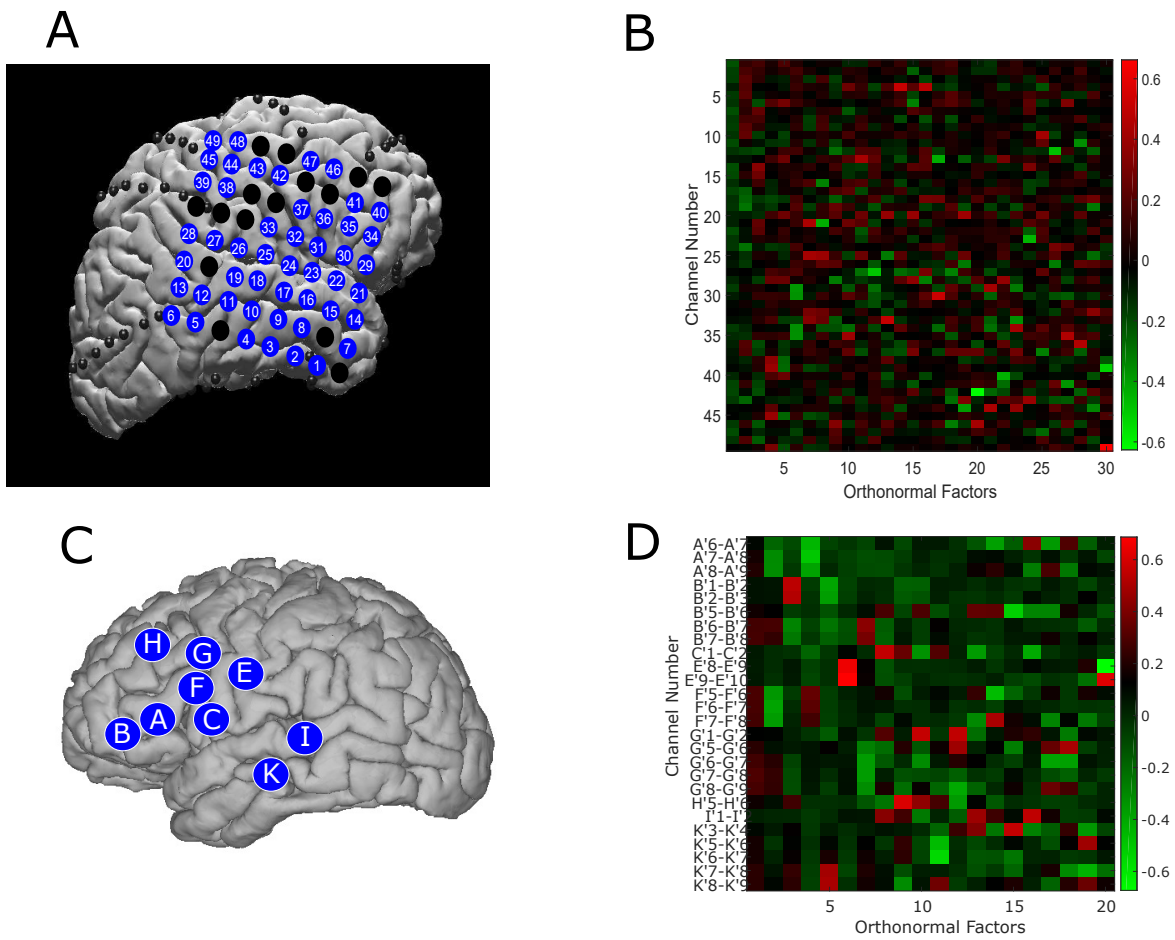 A
49 48
45 44 43 42 47 46
39 38
37 36 41 40
28 27 26 33 32 31 35 34
20 25 24 23 30 29
13 12 19 18 17 16 22 21
6 5 11 10 9 8 15 14
4 3 2 1 7
B
Channel Number
5
10
15
20
25
30
35
40
45
5 10 15 20 25 30
Orthonormal Factors
0.6
0.4
0.2
0
-0.2
-0.4
-0.6
C
H
G
E
F
A
C
B
I
K
D
Channel Number
A'6-A'7
A'7-A'8
A'8-A'9
B'1-B'2
B'2-B'3
B'5-B'6
B'6-B'7
B'7-B'8
C'1-C'2
E'8-E'9
E'9-E'10
F'5-F'6
F'6-F'7
F'7-F'8
G'1-G'2
G'5-G'6
G'6-G'7
G'7-G'8
G'8-G'9
H'5-H'6
I'1-I'
K'3-K'4
K'5-K'6
K'6-K'7
K'7-K'8
K'8-K'9
5 10 15 20
Orthonormal Factors
0.6
0.4
0.2
0
-0.2
-0.4
-0.6